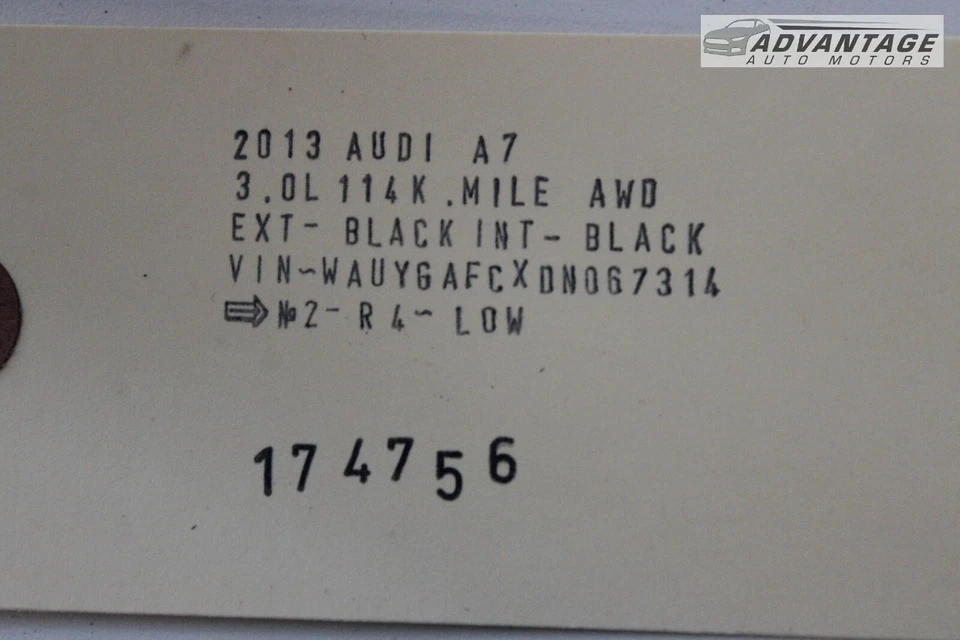 ADVANTAGE
AUTO MOTORS
2013 AUDI A7
3.0L 114K .MILE AWD
EXT- BLACK INT- BLACK
VIN~WAUYGAFCXDN067314
⇨ №2- R 4~ LOW
174756